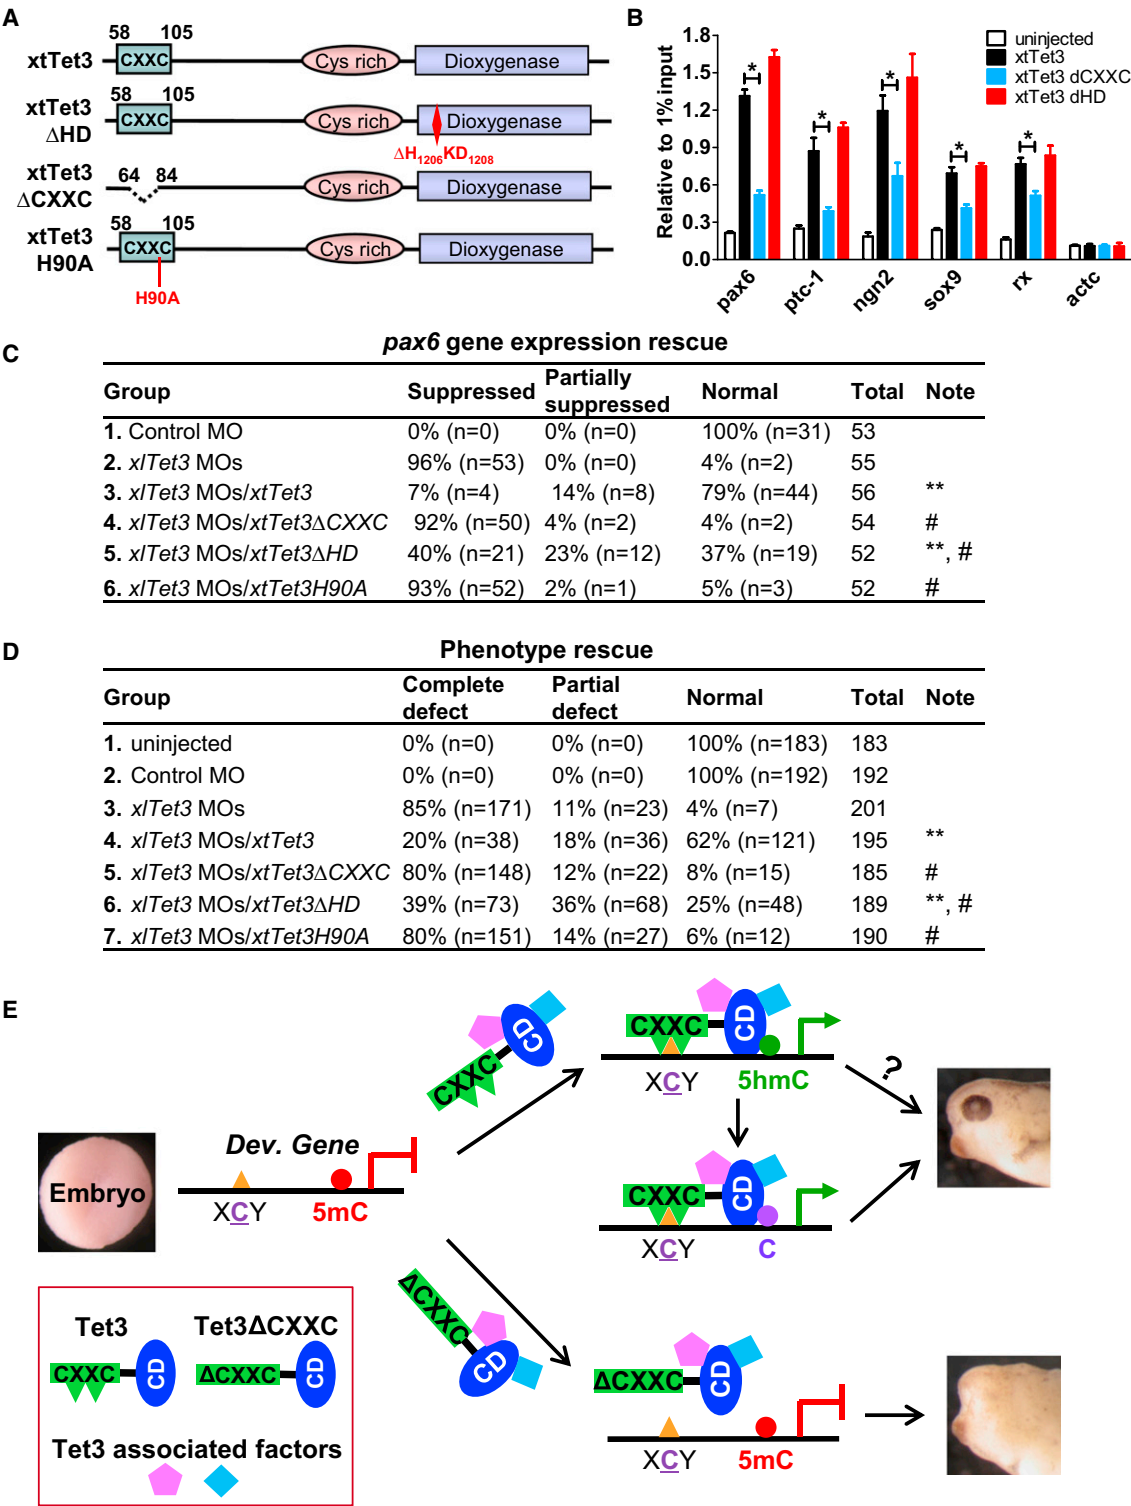 A
58 105
xtTet3 CXXC Cys rich Dioxygenase
58 105
xtTet3 ΔHD CXXC Cys rich Dioxygenase
ΔH1206KD1208
xtTet3 ΔCXXC 64 84 Cys rich Dioxygenase
58 105
xtTet3 H90A CXXC Cys rich Dioxygenase
H90A
B
Relative to 1% input
1.8
1.5
1.2
0.9
0.6
0.3
0.0
uninjected
xtTet3
xtTet3 dCXXC
xtTet3 dHD
* * * * *
pax6 ptc-1 ngn2 sox9 rx actc
C
pax6 gene expression rescue
Group Suppressed Partially suppressed Normal Total Note
1. Control MO 0% (n=0) 0% (n=0) 100% (n=31) 53
2. xlTet3 MOs 96% (n=53) 0% (n=0) 4% (n=2) 55
3. xlTet3 MOs/xtTet3 7% (n=4) 14% (n=8) 79% (n=44) 56 **
4. xlTet3 MOs/xtTet3ΔCXXC 92% (n=50) 4% (n=2) 4% (n=2) 54 #
5. xlTet3 MOs/xtTet3ΔHD 40% (n=21) 23% (n=12) 37% (n=19) 52 **, #
6. xlTet3 MOs/xtTet3H90A 93% (n=52) 2% (n=1) 5% (n=3) 52 #
D
Phenotype rescue
Group Complete defect Partial defect Normal Total Note
1. uninjected 0% (n=0) 0% (n=0) 100% (n=183) 183
2. Control MO 0% (n=0) 0% (n=0) 100% (n=192) 192
3. xlTet3 MOs 85% (n=171) 11% (n=23) 4% (n=7) 201
4. xlTet3 MOs/xtTet3 20% (n=38) 18% (n=36) 62% (n=121) 195 **
5. xlTet3 MOs/xtTet3ΔCXXC 80% (n=148) 12% (n=22) 8% (n=15) 185 #
6. xlTet3 MOs/xtTet3ΔHD 39% (n=73) 36% (n=68) 25% (n=48) 189 **, #
7. xlTet3 MOs/xtTet3H90A 80% (n=151) 14% (n=27) 6% (n=12) 190 #
E
CXXC CD
CXXC CD
XCY 5hmC
?
Embryo
Dev. Gene
XCY 5mC
CXXC CD
XCY C
ΔCXXC CD
ΔCXXC CD
XCY 5mC
Tet3 Tet3ΔCXXC
CXXC CD ΔCXXC CD
Tet3 associated factors